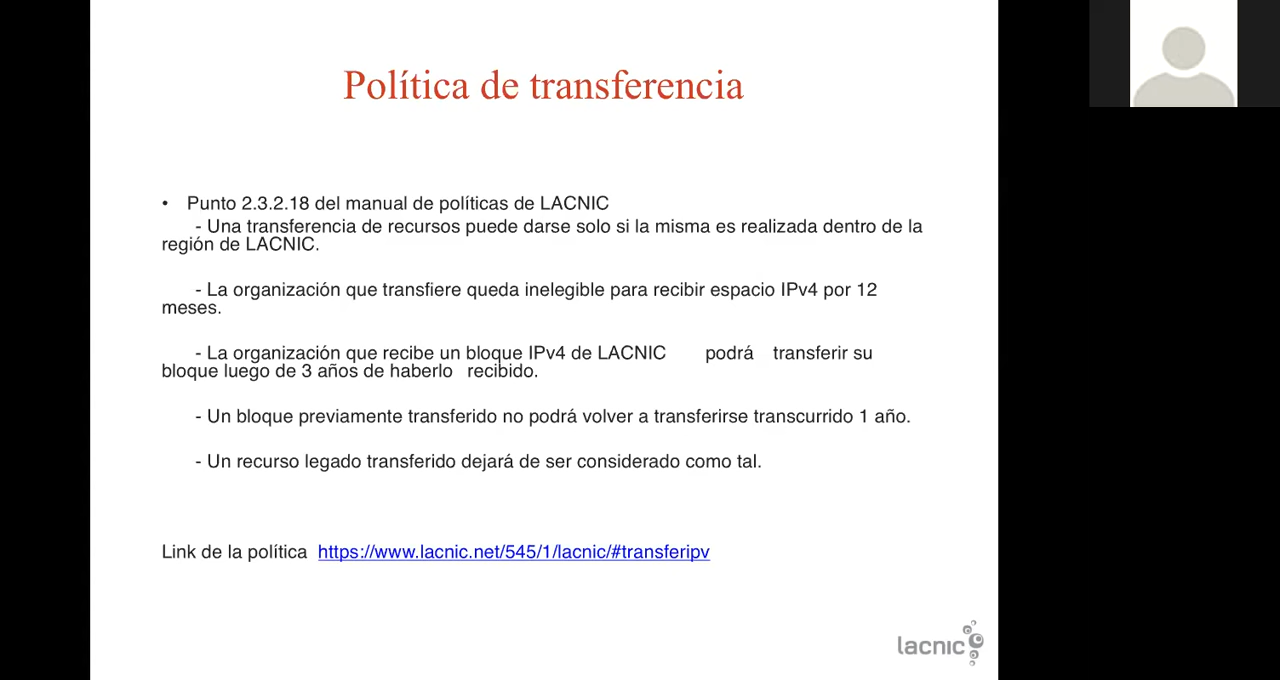 Política de transferencia
• Punto 2.3.2.18 del manual de políticas de LACNIC
- Una transferencia de recursos puede darse solo si la misma es realizada dentro de la
región de LACNIC.
- La organización que transfiere queda inelegible para recibir espacio IPv4 por 12
meses.
- La organización que recibe un bloque IPv4 de LACNIC podrá transferir su
bloque luego de 3 años de haberlo recibido.
- Un bloque previamente transferido no podrá volver a transferirse transcurrido 1 año.
- Un recurso legado transferido dejará de ser considerado como tal.
Link de la política https://www.lacnic.net/545/1/lacnic/#transferipv
lacnic